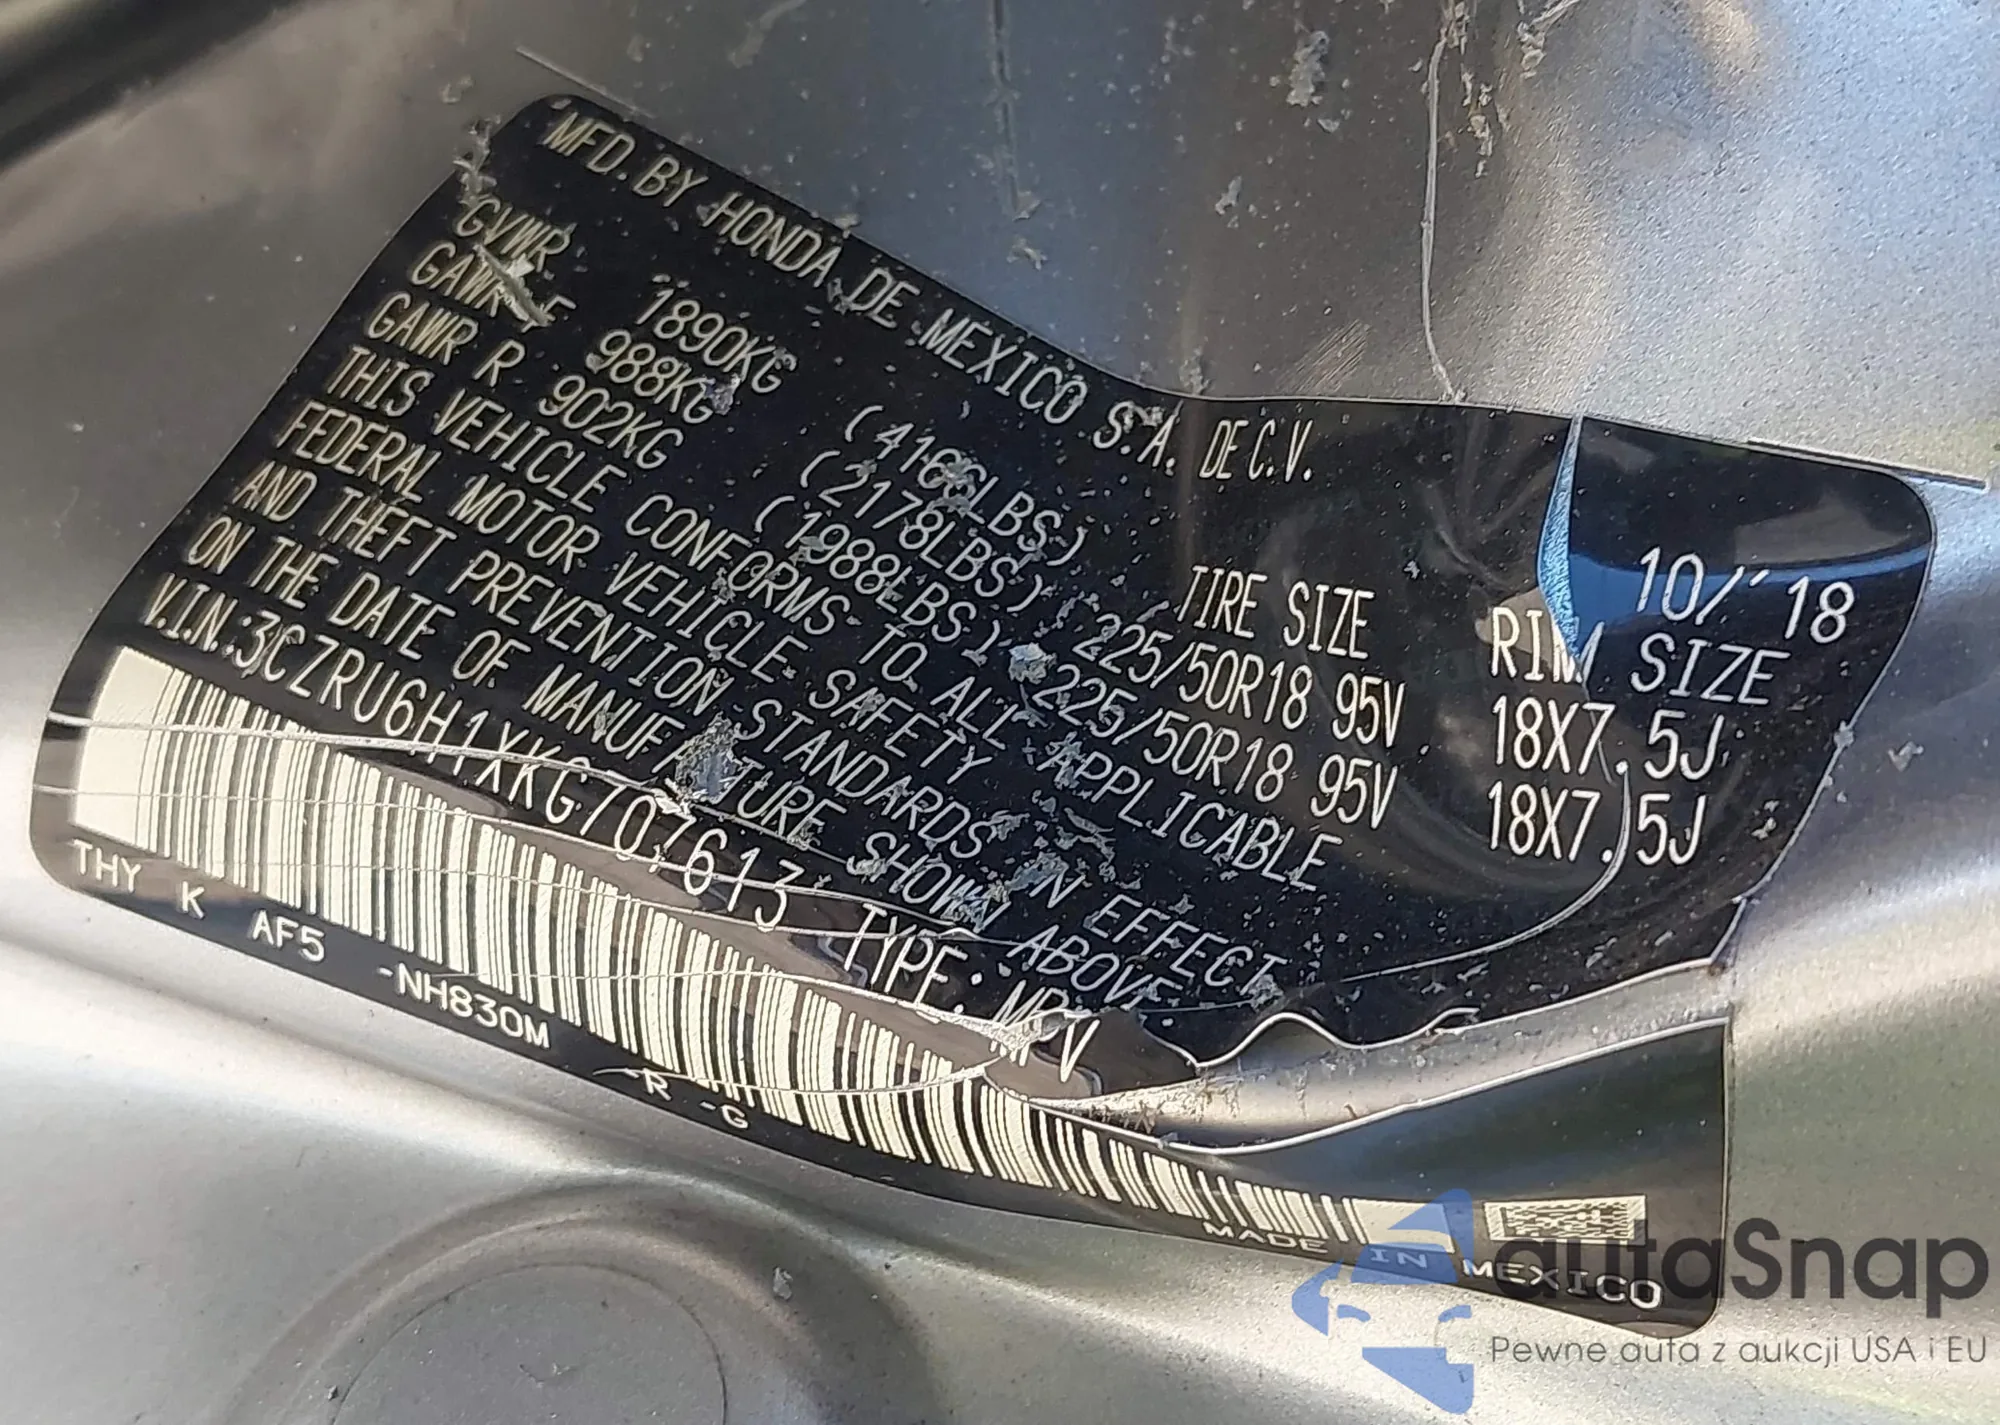 MFD. BY HONDA DE MEXICO S.A. DE C.V. 10/'18
TIRE SIZE RIM SIZE
GVWR 1890KG (4166LBS)
GAWR F 988KG (2178LBS) 225/50R18 95V 18X7.5J
GAWR R 902KG (1988LBS) 225/50R18 95V 18X7.5J
THIS VEHICLE CONFORMS TO ALL APPLICABLE
FEDERAL MOTOR VEHICLE SAFETY
AND THEFT PREVENTION STANDARDS IN EFFECT
ON THE DATE OF MANUFACTURE SHOWN ABOVE
V.I.N.:3CZRU6H1XKG707613 TYPE: MPV
THY K AF5 -NH830M -R -G
MADE IN MEXICO
autaSnap
Pewne auta z aukcji USA i EU